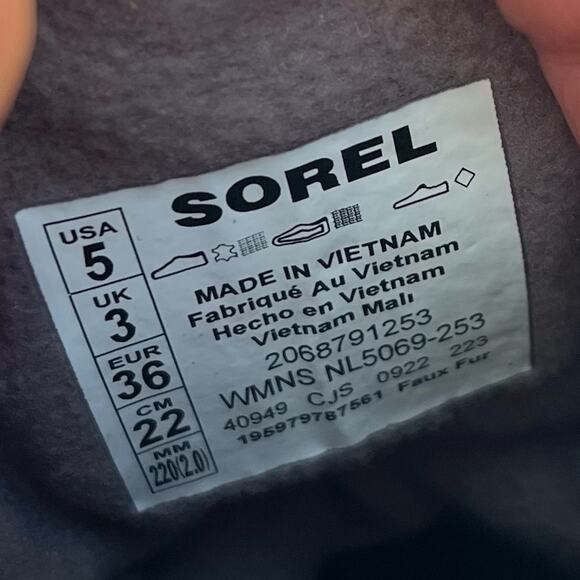 SOREL
USA
5
UK
3
EUR
36
CM
22
MM
220(2.0)
MADE IN VIETNAM
Fabriqué Au Vietnam
Hecho en Vietnam
Vietnam Malı
2068791253
WMNS NL5069-253
40949 CJS 0922 223
195979787561 Faux Fur